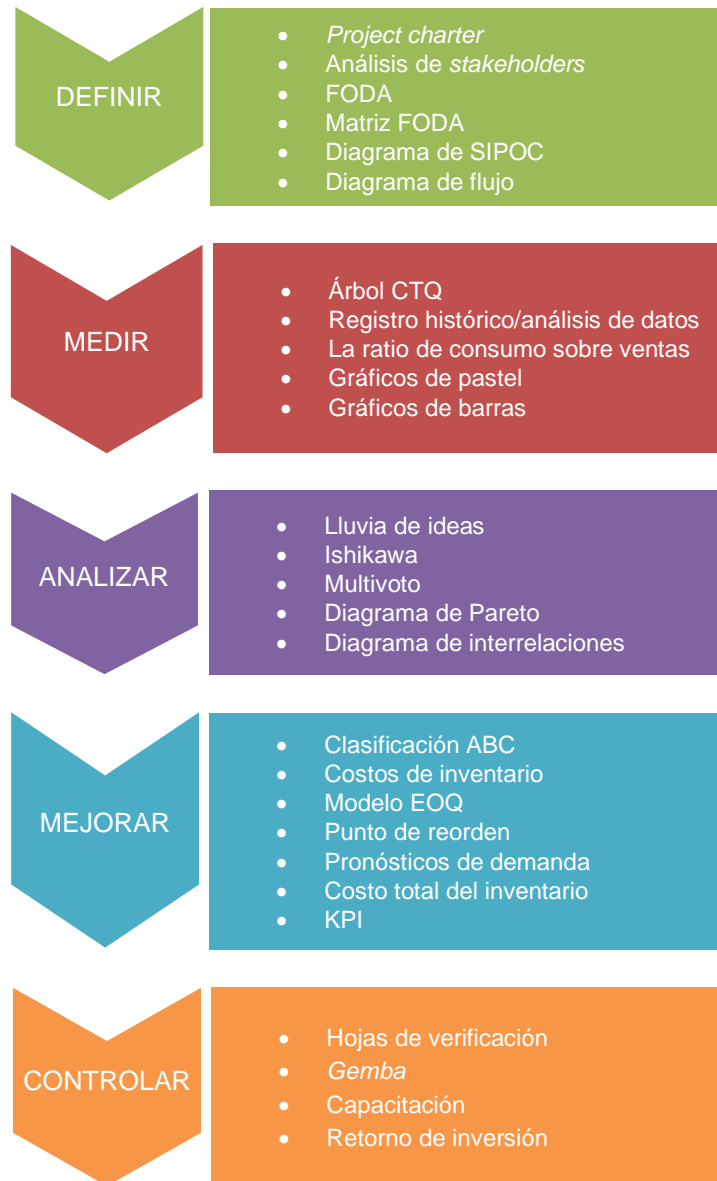 DEFINIR
• Project charter
• Análisis de stakeholders
• FODA
• Matriz FODA
• Diagrama de SIPOC
• Diagrama de flujo
MEDIR
• Árbol CTQ
• Registro histórico/análisis de datos
• La ratio de consumo sobre ventas
• Gráficos de pastel
• Gráficos de barras
ANALIZAR
• Lluvia de ideas
• Ishikawa
• Multivoto
• Diagrama de Pareto
• Diagrama de interrelaciones
MEJORAR
• Clasificación ABC
• Costos de inventario
• Modelo EOQ
• Punto de reorden
• Pronósticos de demanda
• Costo total del inventario
• KPI
CONTROLAR
• Hojas de verificación
• Gemba
• Capacitación
• Retorno de inversión